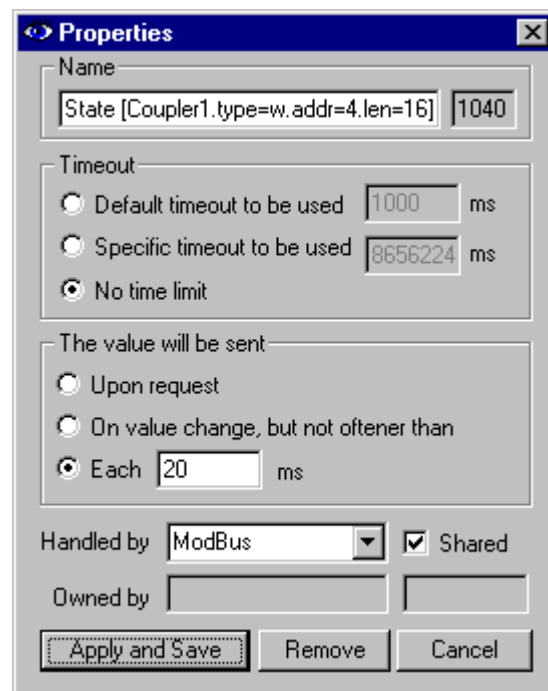 Properties
Name
State [Coupler1.type=w.addr=4.len=16] 1040
Timeout
Default timeout to be used 1000 ms
Specific timeout to be used 8656224 ms
No time limit
The value will be sent
Upon request
On value change, but not oftener than
Each 20 ms
Handled by ModBus Shared
Owned by
Apply and Save Remove Cancel